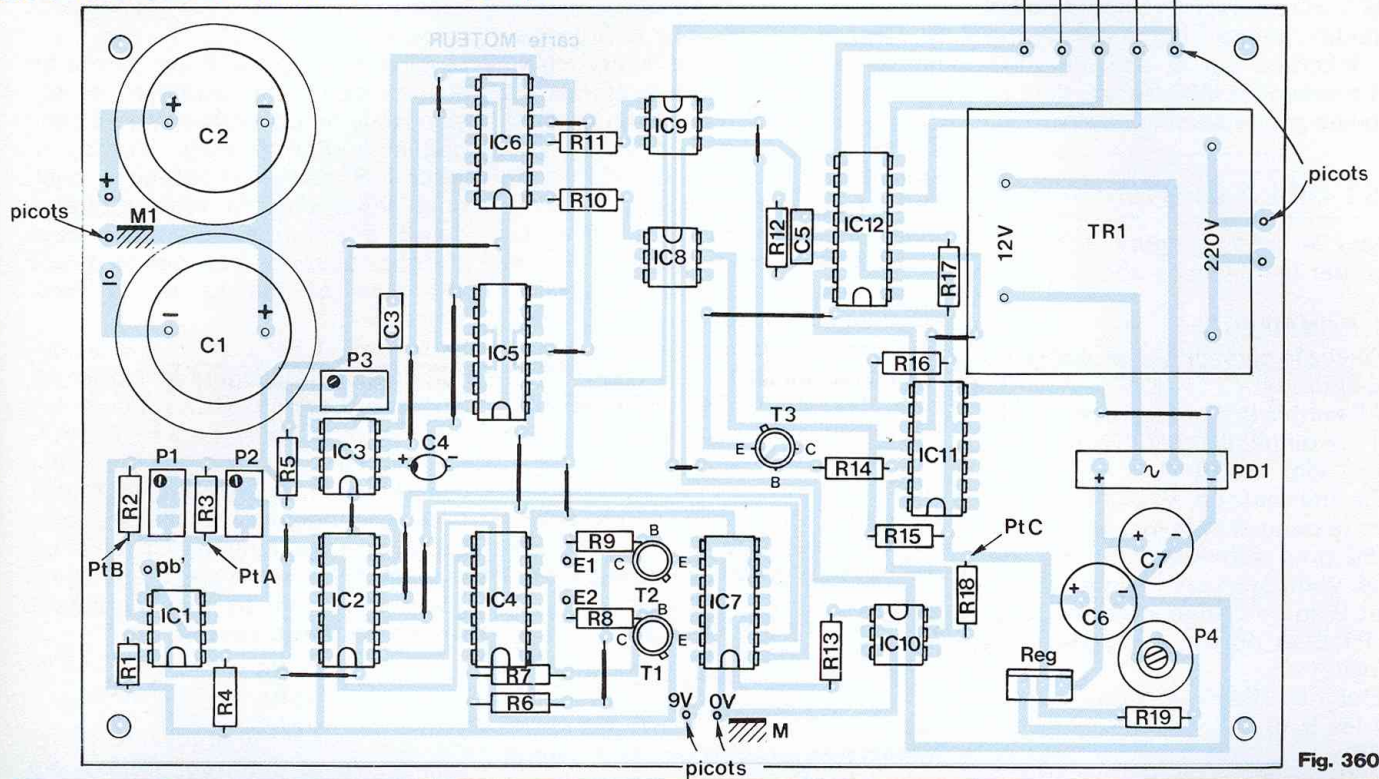 carte MOTEUR
C2
+
-
+
picots
M1
-
-
+
C1
IC6
R11
IC9
R10
IC8
R12
C5
IC12
R17
12V
TR1
220V
picots
C3
IC5
P3
R16
IC3
C4
+
-
R5
P1
P2
R2
R3
PtB
PtA
pb'
T3
E
C
B
R14
IC11
R15
PtC
+
~
-
PD1
+
-
C7
+
-
C6
P4
IC1
IC2
IC4
R9
B
C
E
E1
T2
E2
R8
B
C
E
T1
IC7
R13
IC10
R18
Reg
R1
R4
R7
R6
9V
0V
M
R19
picots
Fig. 360